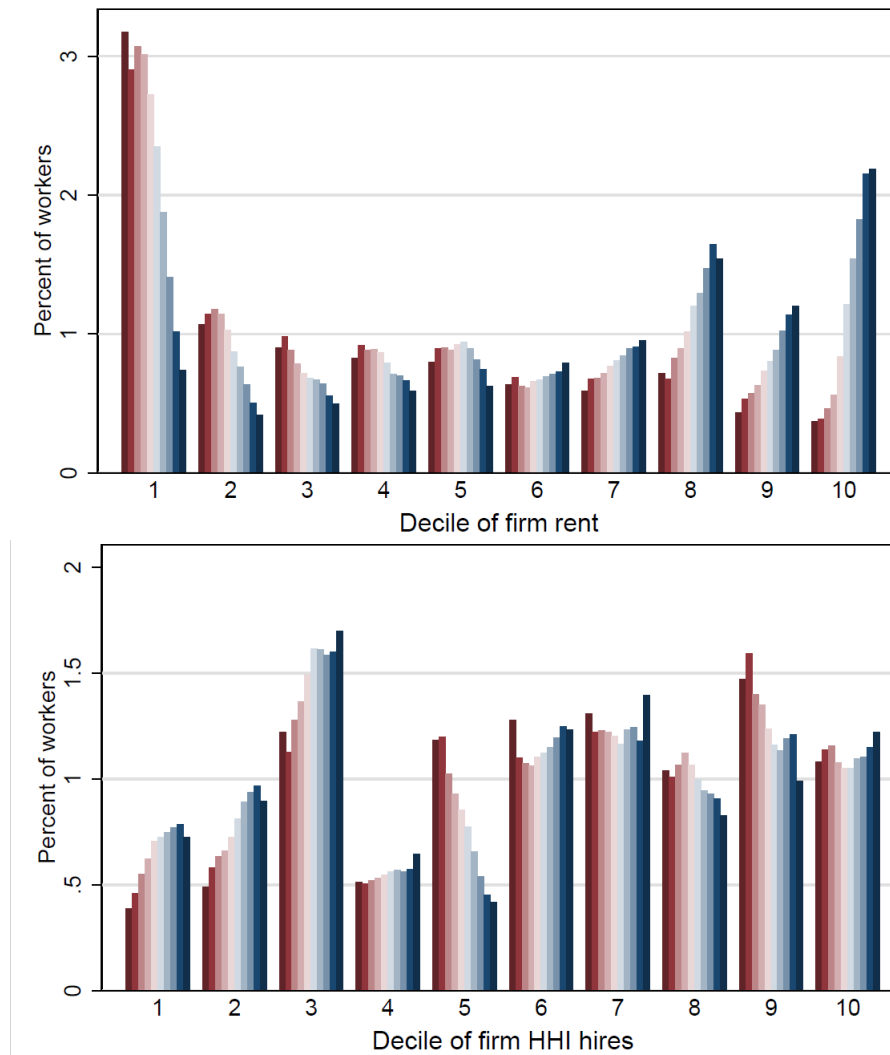 Percent of workers
3
2
1
0
1 2 3 4 5 6 7 8 9 10
Decile of firm rent
Percent of workers
2
1.5
1
.5
0
1 2 3 4 5 6 7 8 9 10
Decile of firm HHI hires